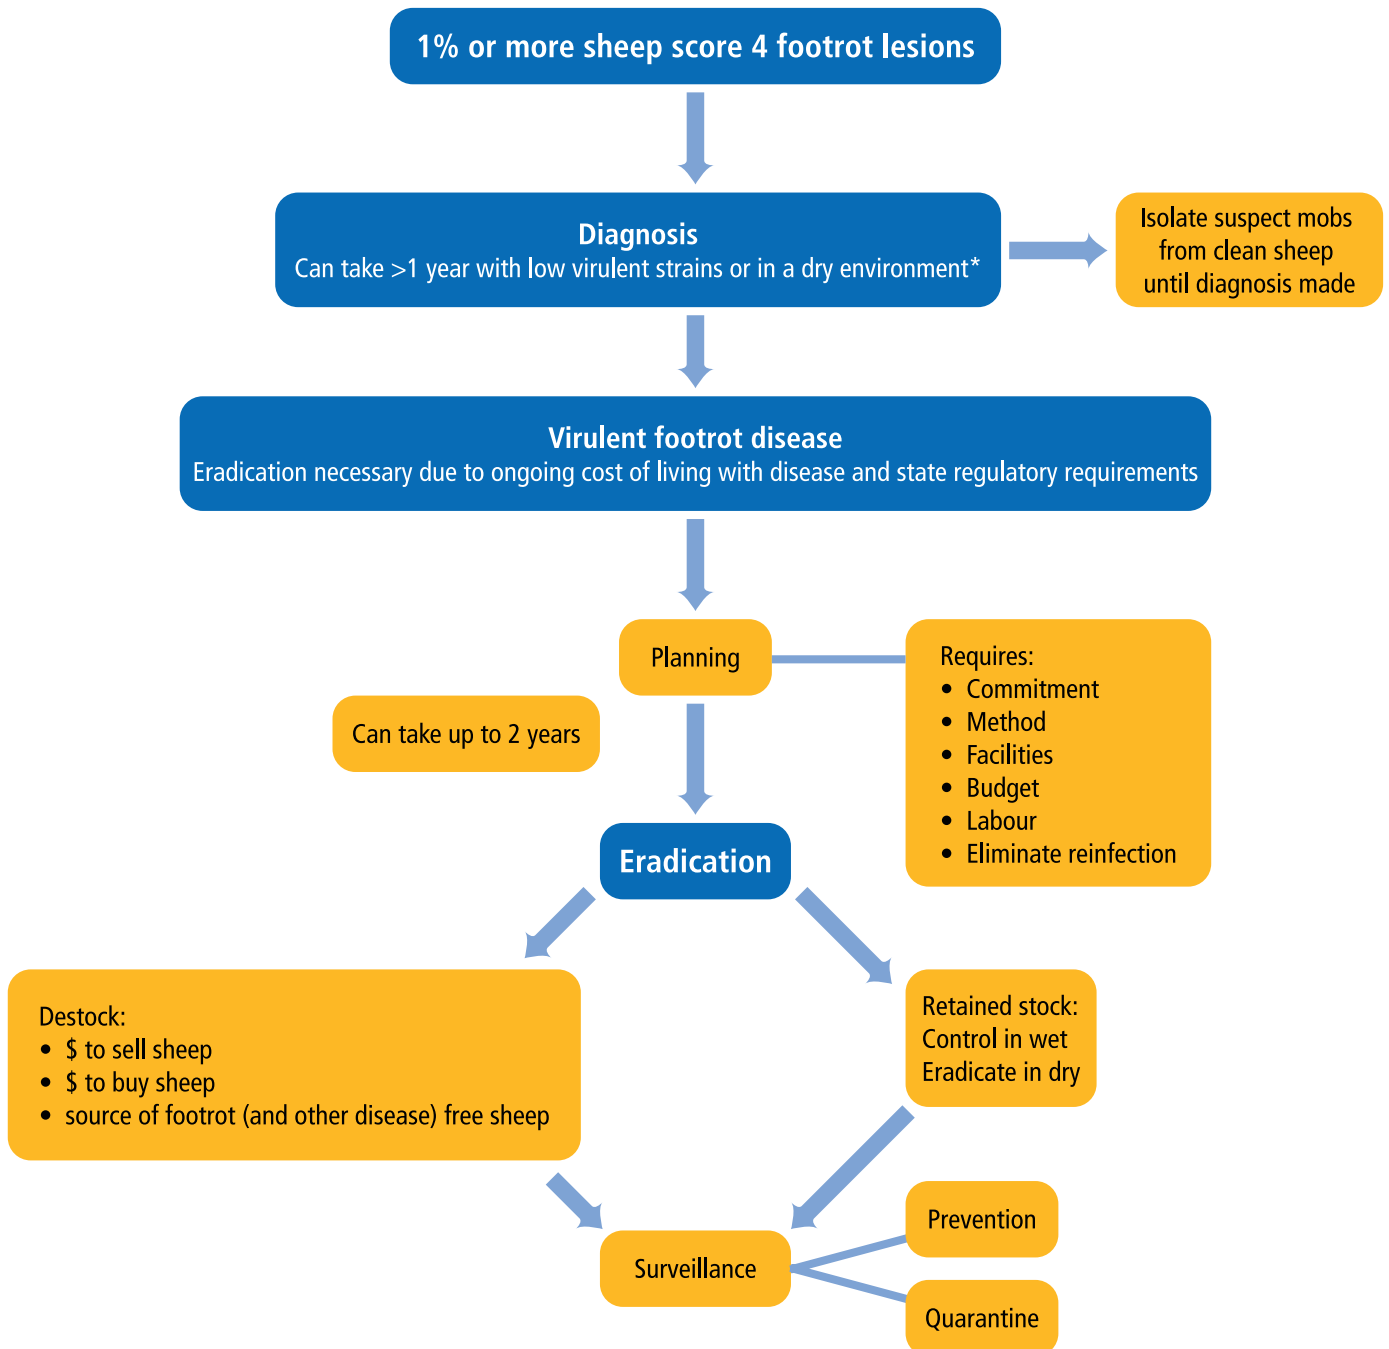 1% or more sheep score 4 footrot lesions
Diagnosis
Can take >1 year with low virulent strains or in a dry environment*
Isolate suspect mobs
from clean sheep
until diagnosis made
Virulent footrot disease
Eradication necessary due to ongoing cost of living with disease and state regulatory requirements
Planning
Requires:
• Commitment
• Method
• Facilities
• Budget
• Labour
• Eliminate reinfection
Can take up to 2 years
Eradication
Destock:
• $ to sell sheep
• $ to buy sheep
• source of footrot (and other disease) free sheep
Retained stock:
Control in wet
Eradicate in dry
Surveillance
Prevention
Quarantine